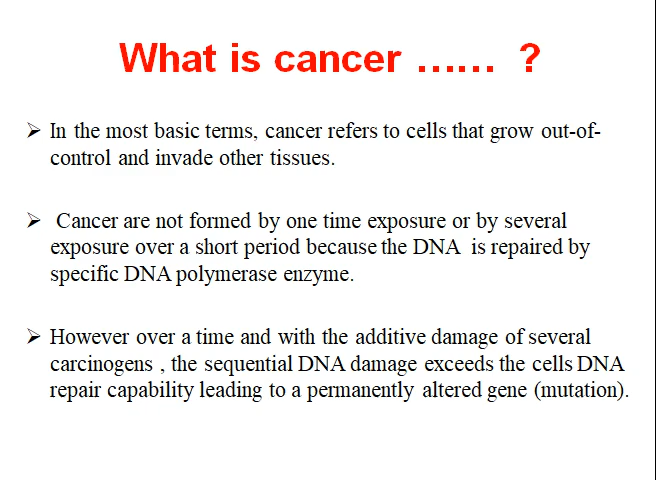 What is cancer …… ?
➢ In the most basic terms, cancer refers to cells that grow out-of-
control and invade other tissues.
➢ Cancer are not formed by one time exposure or by several
exposure over a short period because the DNA is repaired by
specific DNA polymerase enzyme.
➢ However over a time and with the additive damage of several
carcinogens , the sequential DNA damage exceeds the cells DNA
repair capability leading to a permanently altered gene (mutation).